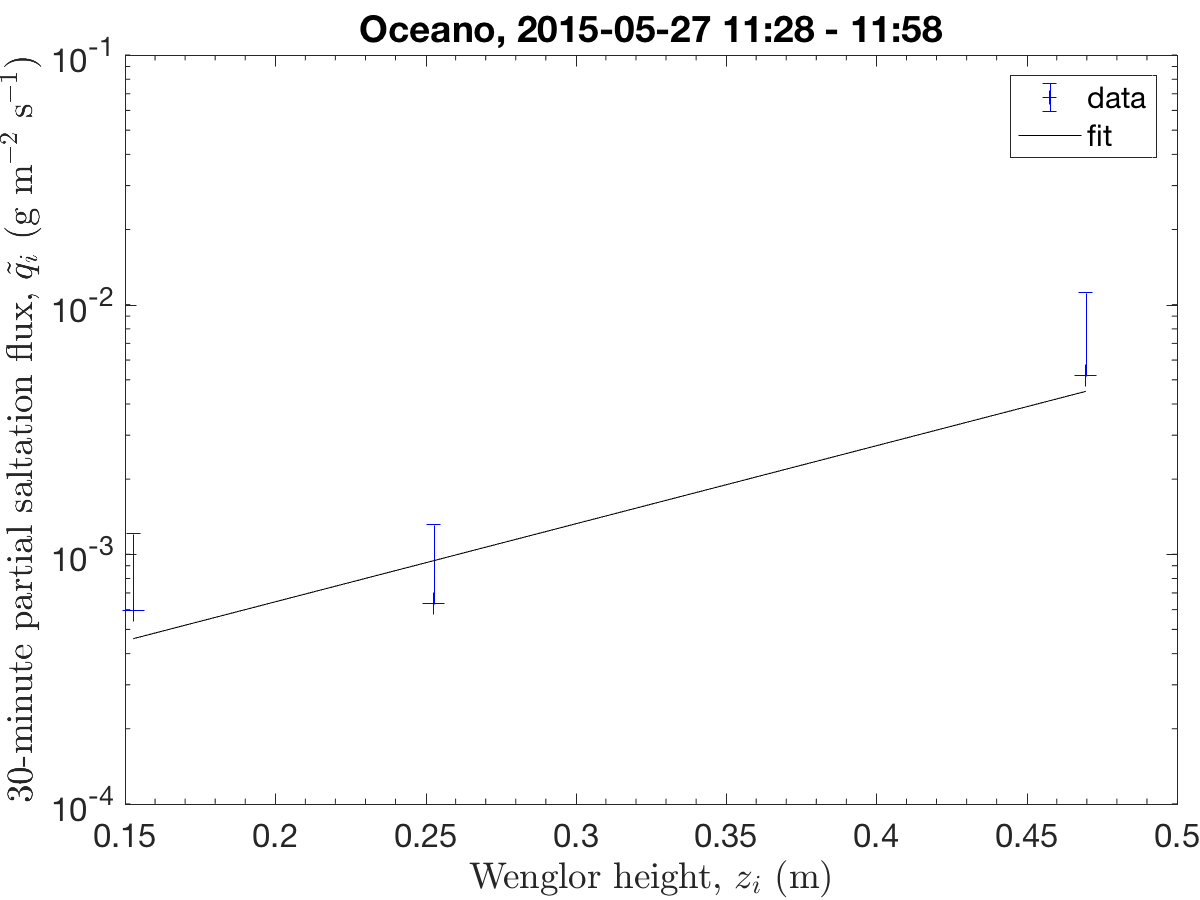 Oceano, 2015-05-27 11:28 - 11:58
30-minute partial saltation flux, q̃ᵢ (g m⁻² s⁻¹)
10⁻¹
10⁻²
10⁻³
10⁻⁴
data
fit
0.15 0.2 0.25 0.3 0.35 0.4 0.45 0.5
Wenglor height, zᵢ (m)